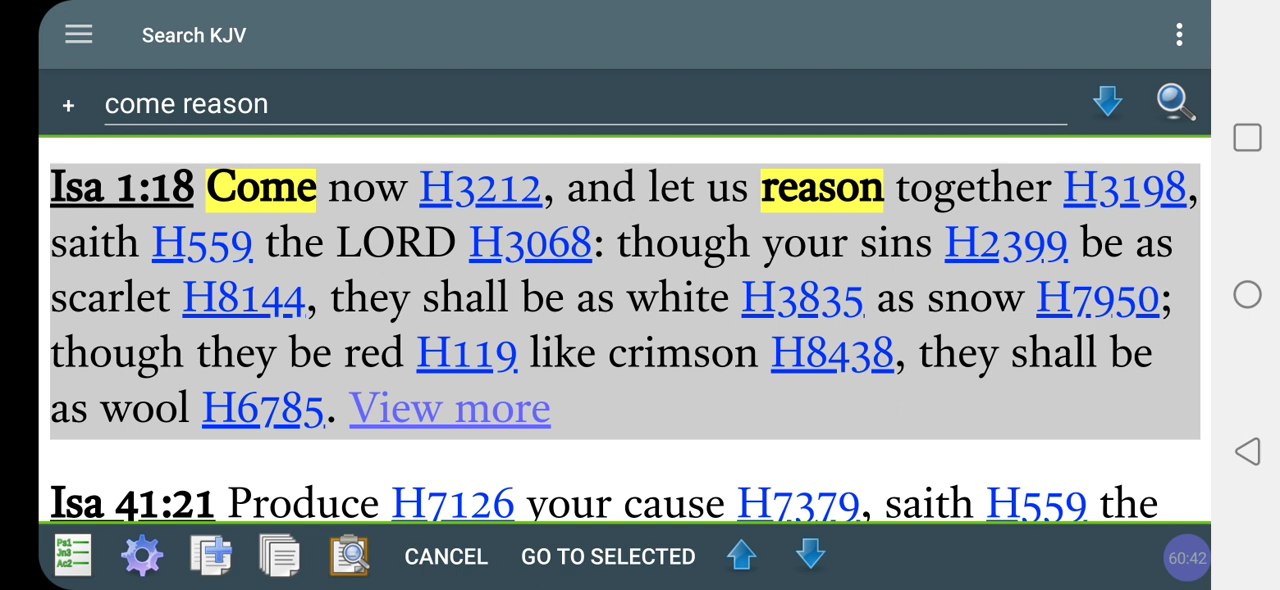 Search KJV
+ come reason
Isa 1:18 Come now H3212, and let us reason together H3198,
saith H559 the LORD H3068: though your sins H2399 be as
scarlet H8144, they shall be as white H3835 as snow H7950;
though they be red H119 like crimson H8438, they shall be
as wool H6785. View more
Isa 41:21 Produce H7126 your cause H7379, saith H559 the
Ps1
Jn3
Ac2
CANCEL GO TO SELECTED
60:42